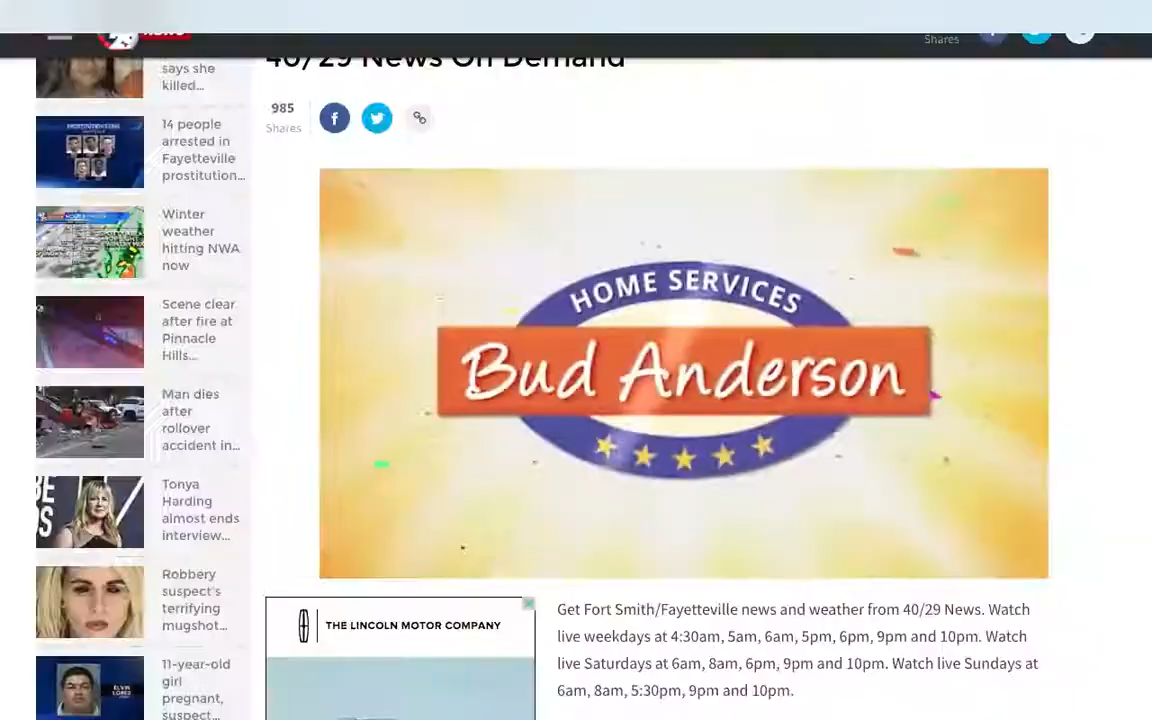 Shares
40/29 News On Demand
says she
killed...
985
Shares
14 people
arrested in
Fayetteville
prostitution...
Winter
weather
hitting NWA
now
Scene clear
after fire at
Pinnacle
Hills...
Man dies
after
rollover
accident in...
Tonya
Harding
almost ends
interview...
Robbery
suspect's
terrifying
mugshot...
11-year-old
girl
pregnant,
suspect...
HOME SERVICES
Bud Anderson
THE LINCOLN MOTOR COMPANY
Get Fort Smith/Fayetteville news and weather from 40/29 News. Watch
live weekdays at 4:30am, 5am, 6am, 5pm, 6pm, 9pm and 10pm. Watch
live Saturdays at 6am, 8am, 6pm, 9pm and 10pm. Watch live Sundays at
6am, 8am, 5:30pm, 9pm and 10pm.